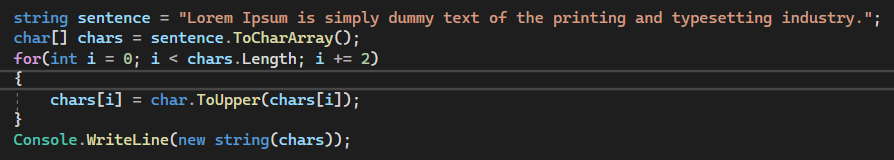 string sentence = "Lorem Ipsum is simply dummy text of the printing and typesetting industry.";
char[] chars = sentence.ToCharArray();
for(int i = 0; i < chars.Length; i += 2)
{
    chars[i] = char.ToUpper(chars[i]);
}
Console.WriteLine(new string(chars));